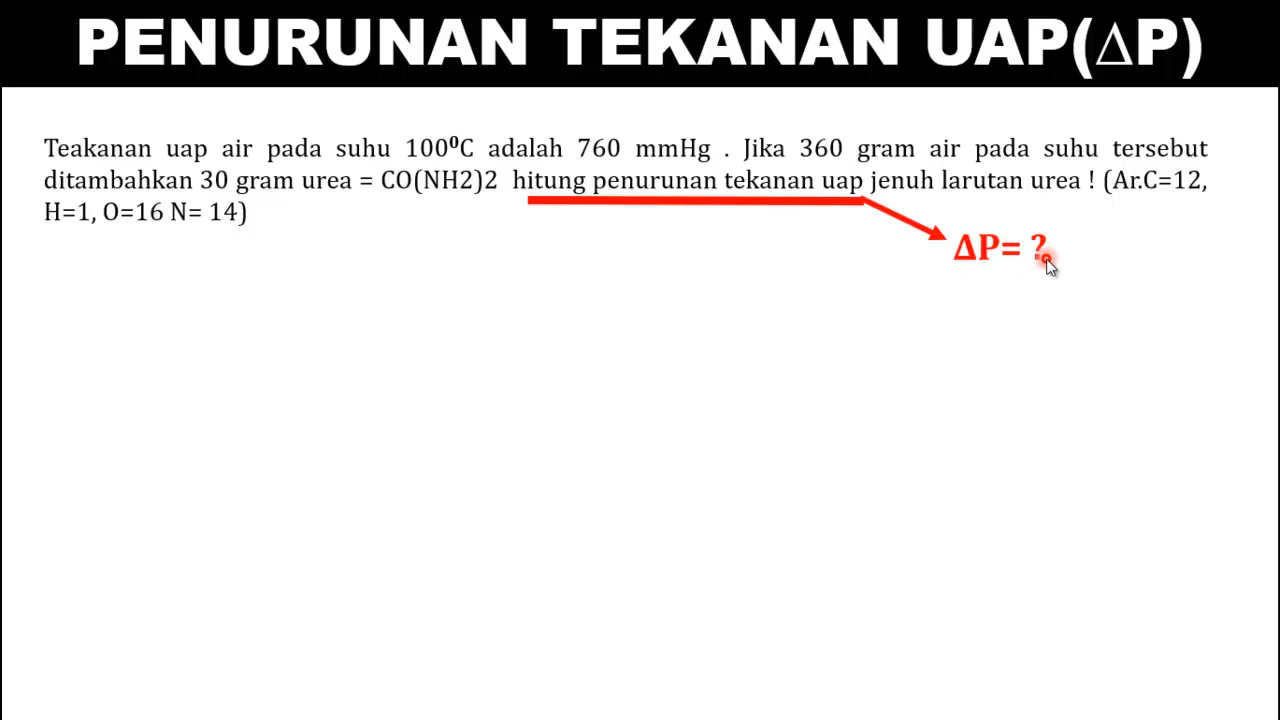 PENURUNAN TEKANAN UAP(∆P)
Teakanan uap air pada suhu 100⁰C adalah 760 mmHg . Jika 360 gram air pada suhu tersebut
ditambahkan 30 gram urea = CO(NH2)2 hitung penurunan tekanan uap jenuh larutan urea ! (Ar.C=12,
H=1, O=16 N= 14)
∆P= ?